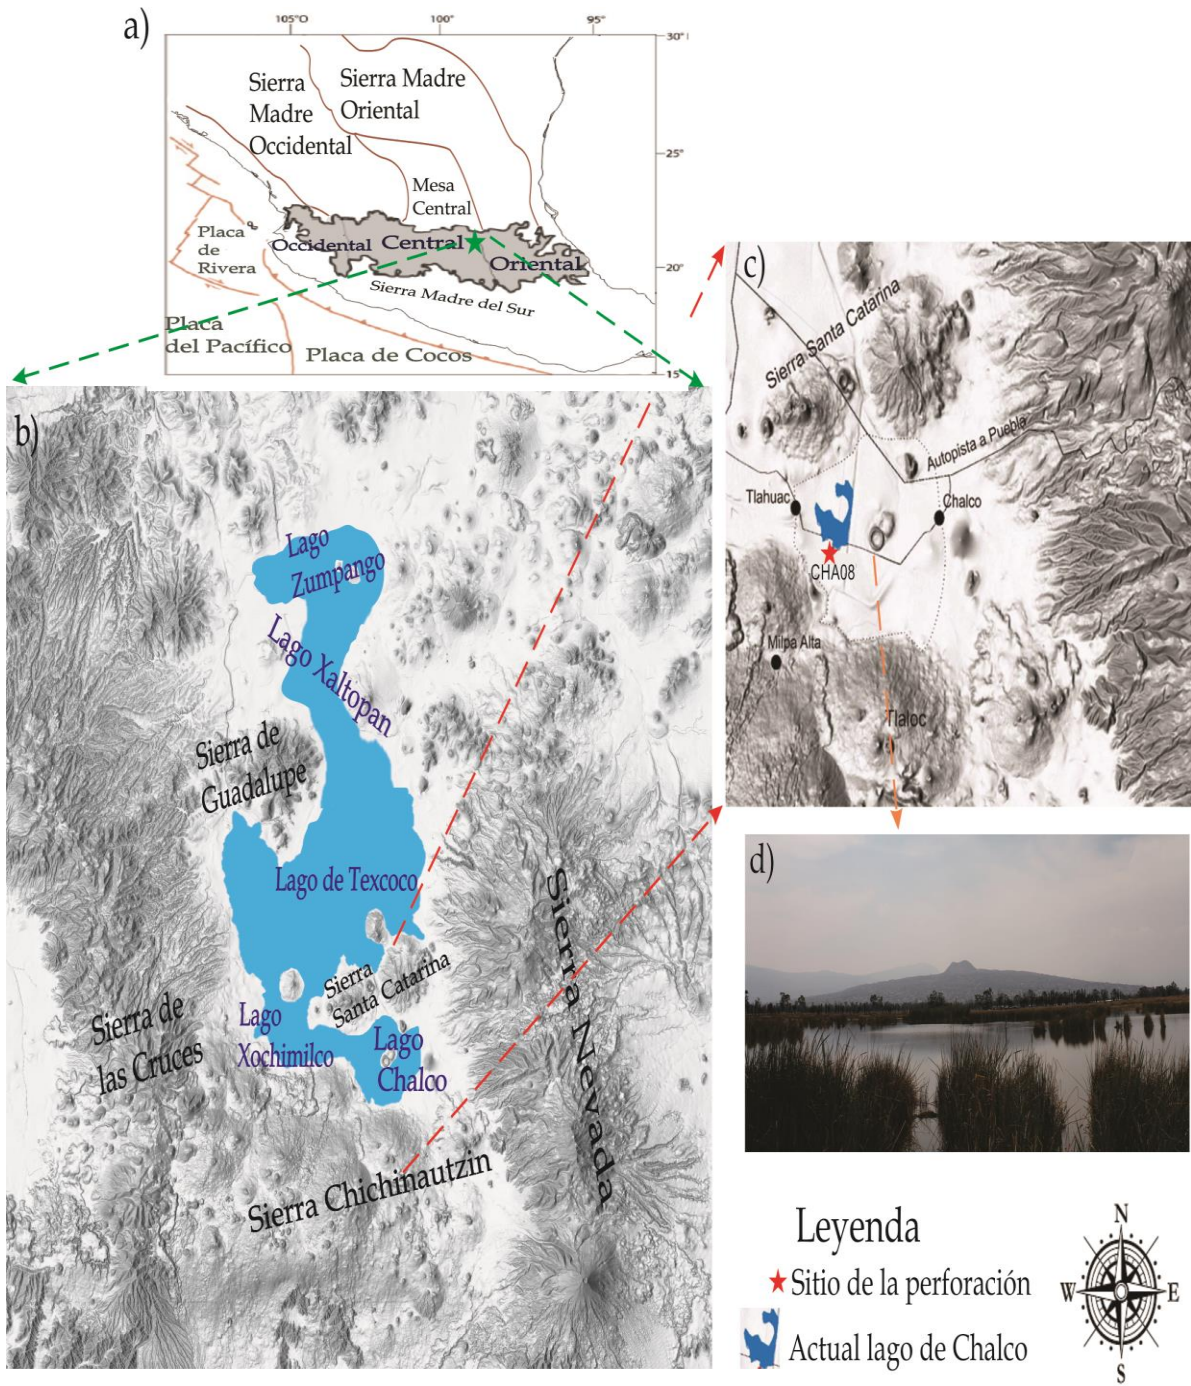 a)
105°O
100°
95°
30°
25°
20°
15
Sierra
Madre
Occidental
Sierra Madre
Oriental
Mesa
Central
Occidental
Central
Oriental
Sierra Madre del Sur
Placa
de
Rivera
Placa
del Pacífico
Placa de Cocos
b)
Lago
Zumpango
Lago Xaltopan
Sierra de
Guadalupe
Lago de Texcoco
Sierra
Santa Catarina
Sierra de
las Cruces
Lago
Xochimilco
Lago
Chalco
Sierra Nevada
Sierra Chichinautzin
c)
Sierra Santa Catarina
Autopista a Puebla
Tlahuac
Chalco
CHA08
Milpa Alta
Tlaloc
d)
Leyenda
Sitio de la perforación
Actual lago de Chalco
N
W
E
S